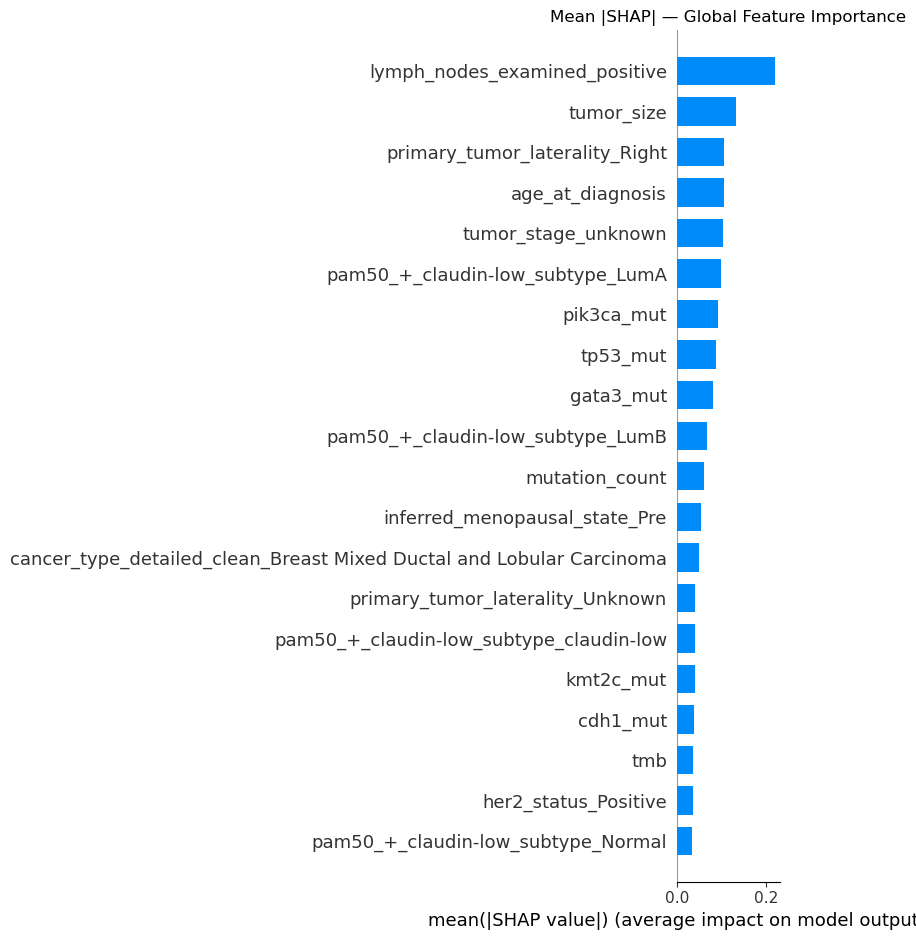 Mean |SHAP| — Global Feature Importance
lymph_nodes_examined_positive
tumor_size
primary_tumor_laterality_Right
age_at_diagnosis
tumor_stage_unknown
pam50_+_claudin-low_subtype_LumA
pik3ca_mut
tp53_mut
gata3_mut
pam50_+_claudin-low_subtype_LumB
mutation_count
inferred_menopausal_state_Pre
cancer_type_detailed_clean_Breast Mixed Ductal and Lobular Carcinoma
primary_tumor_laterality_Unknown
pam50_+_claudin-low_subtype_claudin-low
kmt2c_mut
cdh1_mut
tmb
her2_status_Positive
pam50_+_claudin-low_subtype_Normal
0.0 0.2
mean(|SHAP value|) (average impact on model output